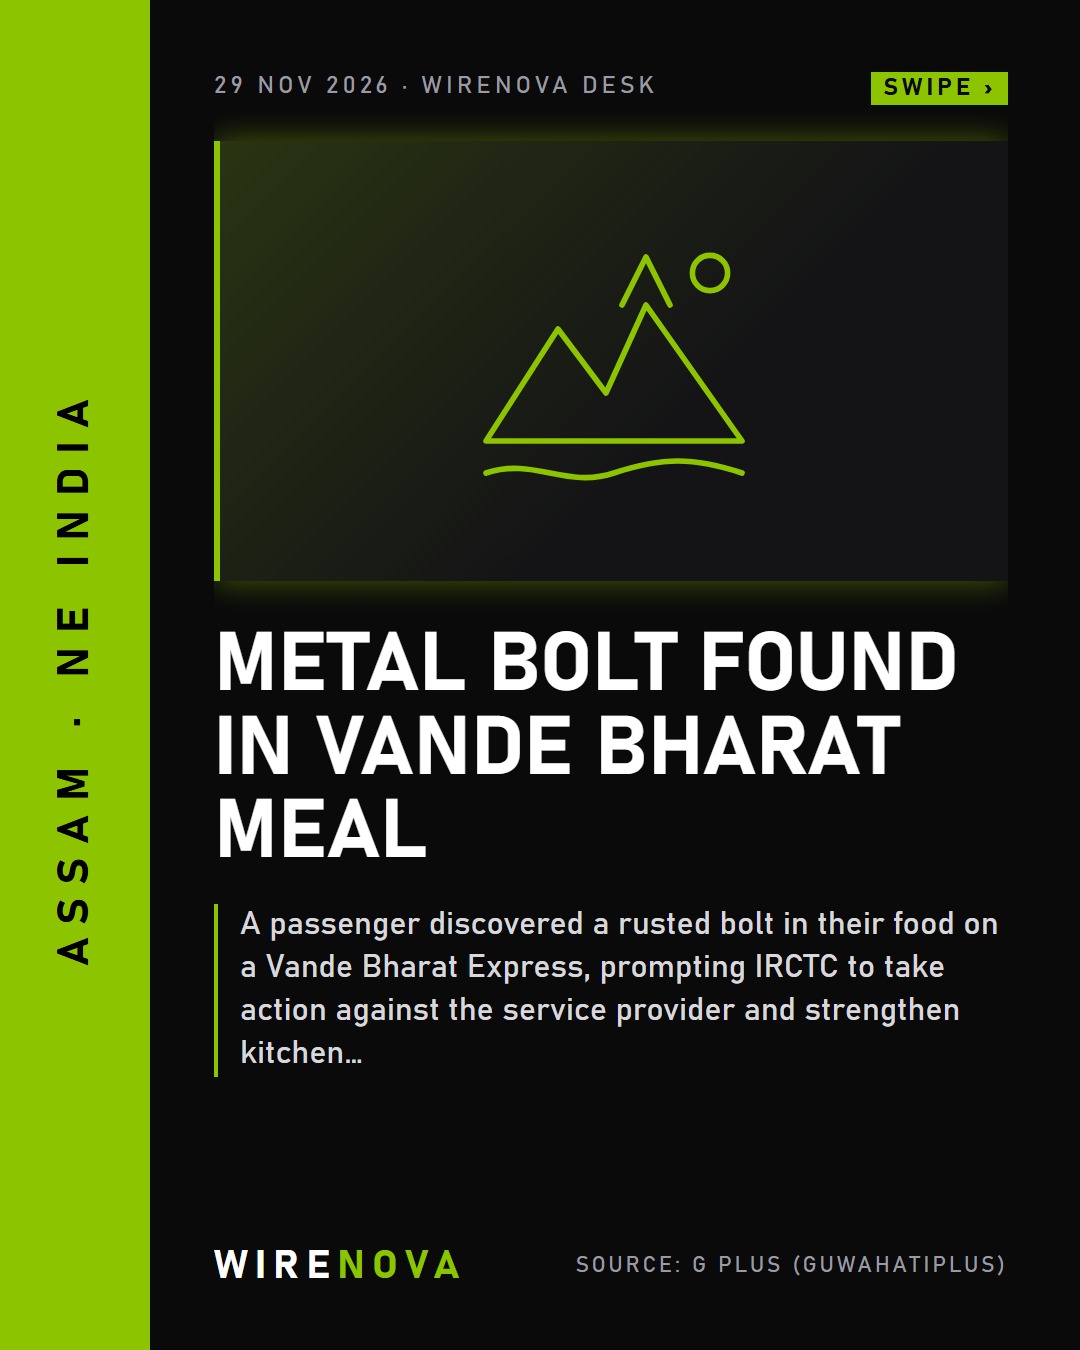 ASSAM · NE INDIA
29 NOV 2026 · WIRENOVA DESK
SWIPE ›
METAL BOLT FOUND
IN VANDE BHARAT
MEAL
A passenger discovered a rusted bolt in their food on
a Vande Bharat Express, prompting IRCTC to take
action against the service provider and strengthen
kitchen…
WIRENOVA
SOURCE: G PLUS (GUWAHATIPLUS)